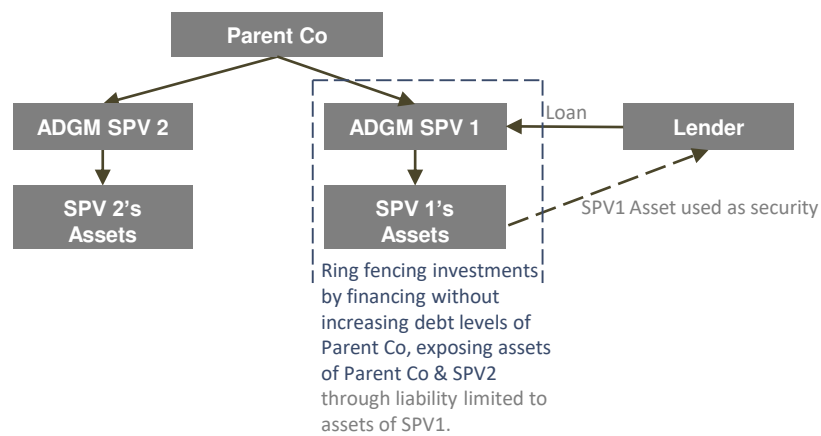 Parent Co
ADGM SPV 2
ADGM SPV 1
Loan
Lender
SPV 2's
Assets
SPV 1's
Assets
SPV1 Asset used as security
Ring fencing investments
by financing without
increasing debt levels of
Parent Co, exposing assets
of Parent Co & SPV2
through liability limited to
assets of SPV1.